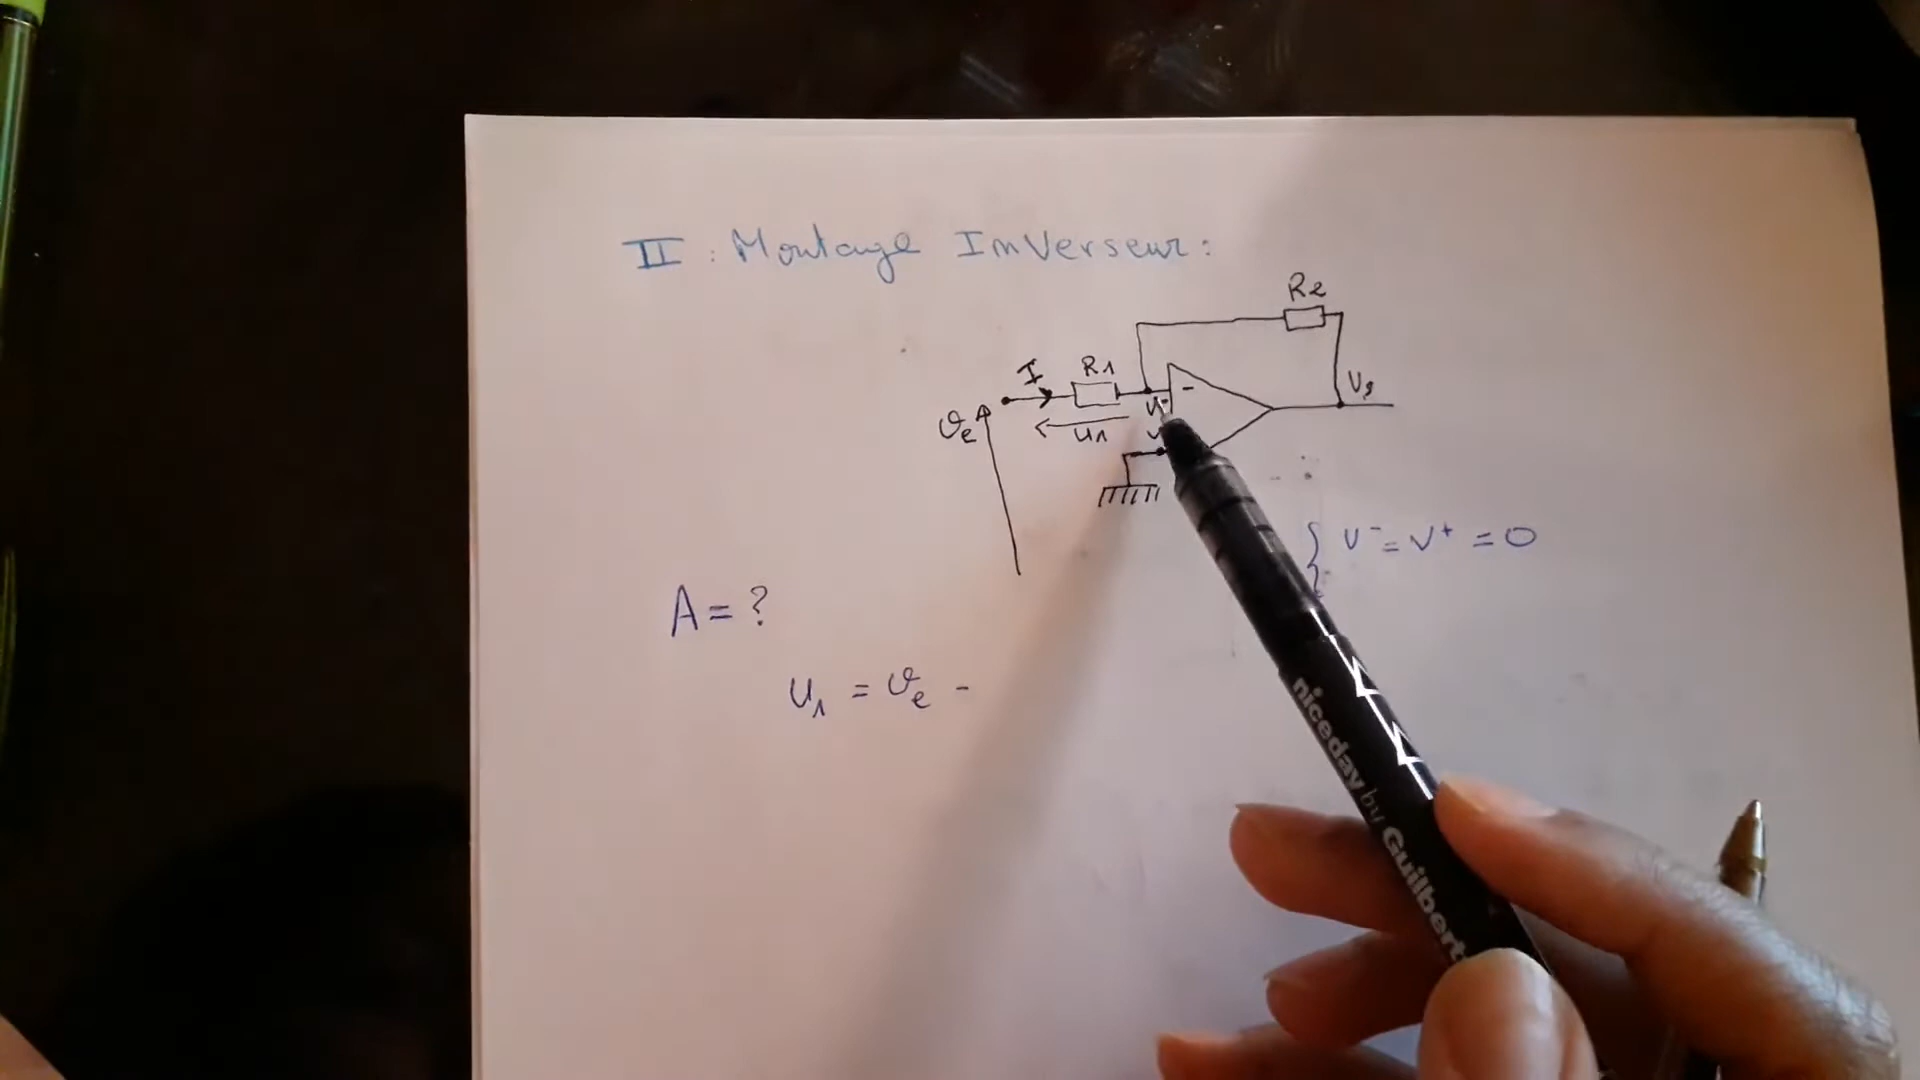 II : Montage Inverseur :
R2
I
R1
-
Vs
ve
U1
V-
{ V- = V+ = 0
A = ?
U1 = ve -
niceday by Guilbert